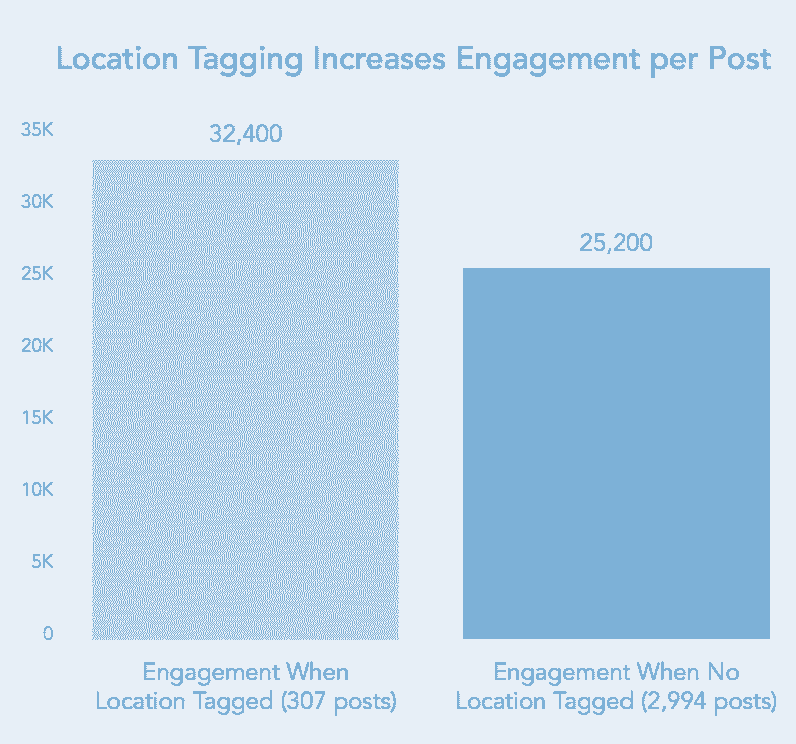 Location Tagging Increases Engagement per Post
35K
32,400
30K
25,200
25K
20K
15K
10K
5K
0
Engagement When
Location Tagged (307 posts)
Engagement When No
Location Tagged (2,994 posts)